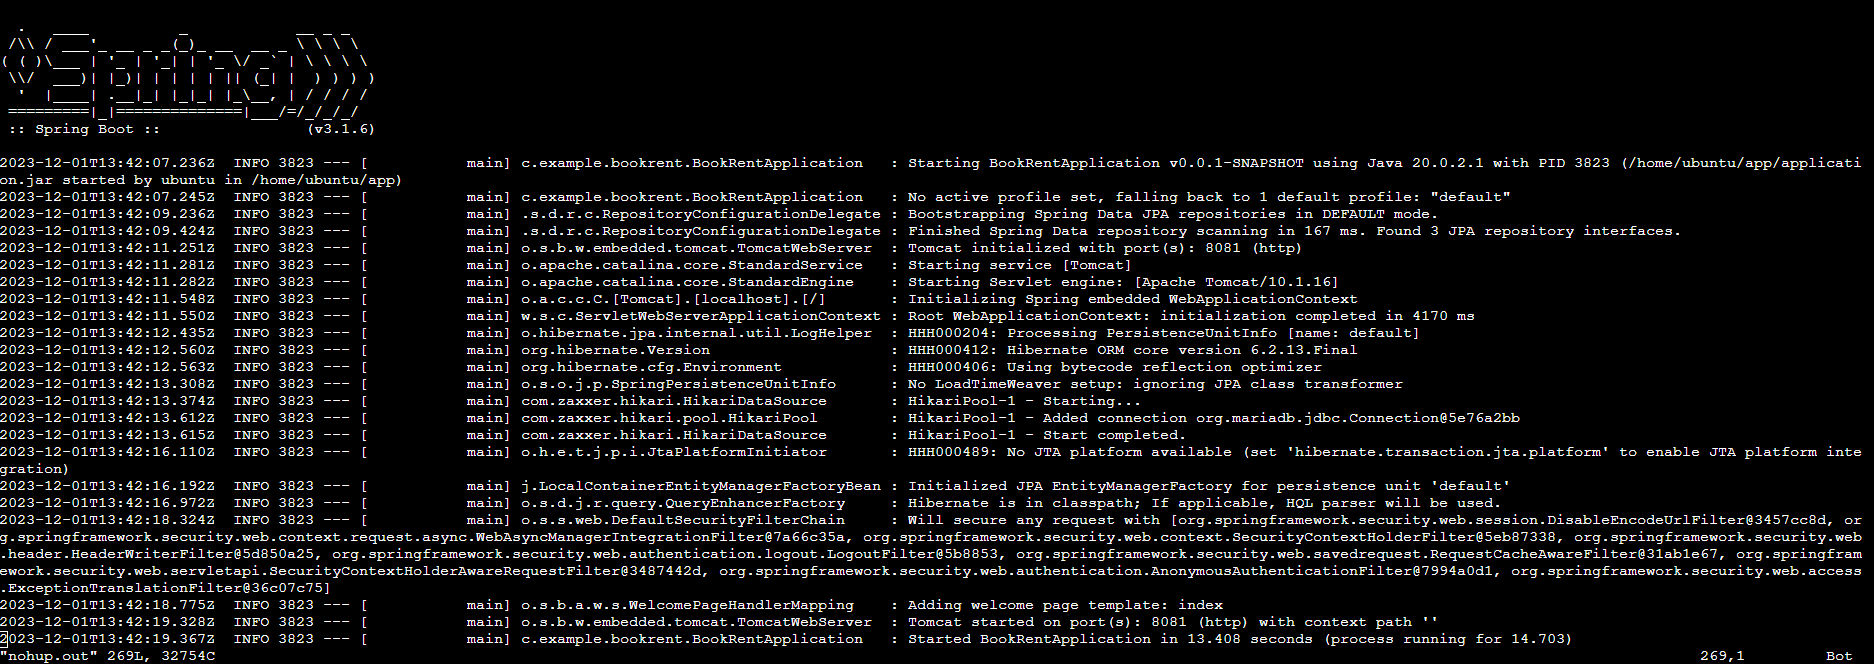 .   ____          _            __ _ _
 /\\ / ___'_ __ _ _(_)_ __  __ _ \ \ \ \
( ( )\___ | '_ | '_| | '_ \/ _` | \ \ \ \
 \\/  ___)| |_)| | | | | || (_| |  ) ) ) )
  '  |____| .__|_| |_|_| |_\__, | / / / /
 =========|_|==============|___/=/_/_/_/
 :: Spring Boot ::                (v3.1.6)
2023-12-01T13:42:07.236Z  INFO 3823 --- [           main] c.example.bookrent.BookRentApplication   : Starting BookRentApplication v0.0.1-SNAPSHOT using Java 20.0.2.1 with PID 3823 (/home/ubuntu/app/applicati
on.jar started by ubuntu in /home/ubuntu/app)
2023-12-01T13:42:07.245Z  INFO 3823 --- [           main] c.example.bookrent.BookRentApplication   : No active profile set, falling back to 1 default profile: "default"
2023-12-01T13:42:09.236Z  INFO 3823 --- [           main] .s.d.r.c.RepositoryConfigurationDelegate : Bootstrapping Spring Data JPA repositories in DEFAULT mode.
2023-12-01T13:42:09.424Z  INFO 3823 --- [           main] .s.d.r.c.RepositoryConfigurationDelegate : Finished Spring Data repository scanning in 167 ms. Found 3 JPA repository interfaces.
2023-12-01T13:42:11.251Z  INFO 3823 --- [           main] o.s.b.w.embedded.tomcat.TomcatWebServer  : Tomcat initialized with port(s): 8081 (http)
2023-12-01T13:42:11.281Z  INFO 3823 --- [           main] o.apache.catalina.core.StandardService   : Starting service [Tomcat]
2023-12-01T13:42:11.282Z  INFO 3823 --- [           main] o.apache.catalina.core.StandardEngine    : Starting Servlet engine: [Apache Tomcat/10.1.16]
2023-12-01T13:42:11.548Z  INFO 3823 --- [           main] o.a.c.c.C.[Tomcat].[localhost].[/]       : Initializing Spring embedded WebApplicationContext
2023-12-01T13:42:11.550Z  INFO 3823 --- [           main] w.s.c.ServletWebServerApplicationContext : Root WebApplicationContext: initialization completed in 4170 ms
2023-12-01T13:42:12.435Z  INFO 3823 --- [           main] o.hibernate.jpa.internal.util.LogHelper  : HHH000204: Processing PersistenceUnitInfo [name: default]
2023-12-01T13:42:12.560Z  INFO 3823 --- [           main] org.hibernate.Version                    : HHH000412: Hibernate ORM core version 6.2.13.Final
2023-12-01T13:42:12.563Z  INFO 3823 --- [           main] org.hibernate.cfg.Environment            : HHH000406: Using bytecode reflection optimizer
2023-12-01T13:42:13.308Z  INFO 3823 --- [           main] o.s.o.j.p.SpringPersistenceUnitInfo      : No LoadTimeWeaver setup: ignoring JPA class transformer
2023-12-01T13:42:13.374Z  INFO 3823 --- [           main] com.zaxxer.hikari.HikariDataSource       : HikariPool-1 - Starting...
2023-12-01T13:42:13.612Z  INFO 3823 --- [           main] com.zaxxer.hikari.pool.HikariPool        : HikariPool-1 - Added connection org.mariadb.jdbc.Connection@5e76a2bb
2023-12-01T13:42:13.615Z  INFO 3823 --- [           main] com.zaxxer.hikari.HikariDataSource       : HikariPool-1 - Start completed.
2023-12-01T13:42:16.110Z  INFO 3823 --- [           main] o.h.e.t.j.p.i.JtaPlatformInitiator       : HHH000489: No JTA platform available (set 'hibernate.transaction.jta.platform' to enable JTA platform inte
gration)
2023-12-01T13:42:16.192Z  INFO 3823 --- [           main] j.LocalContainerEntityManagerFactoryBean : Initialized JPA EntityManagerFactory for persistence unit 'default'
2023-12-01T13:42:16.972Z  INFO 3823 --- [           main] o.s.d.j.r.query.QueryEnhancerFactory     : Hibernate is in classpath; If applicable, HQL parser will be used.
2023-12-01T13:42:18.324Z  INFO 3823 --- [           main] o.s.s.web.DefaultSecurityFilterChain     : Will secure any request with [org.springframework.security.web.session.DisableEncodeUrlFilter@3457cc8d, or
g.springframework.security.web.context.request.async.WebAsyncManagerIntegrationFilter@7a66c35a, org.springframework.security.web.context.SecurityContextHolderFilter@5eb87338, org.springframework.security.web
.header.HeaderWriterFilter@5d850a25, org.springframework.security.web.authentication.logout.LogoutFilter@5b8853, org.springframework.security.web.savedrequest.RequestCacheAwareFilter@31ab1e67, org.springfram
ework.security.web.servletapi.SecurityContextHolderAwareRequestFilter@3487442d, org.springframework.security.web.authentication.AnonymousAuthenticationFilter@7994a0d1, org.springframework.security.web.access
.ExceptionTranslationFilter@36c07c75]
2023-12-01T13:42:18.775Z  INFO 3823 --- [           main] o.s.b.a.w.s.WelcomePageHandlerMapping    : Adding welcome page template: index
2023-12-01T13:42:19.328Z  INFO 3823 --- [           main] o.s.b.w.embedded.tomcat.TomcatWebServer  : Tomcat started on port(s): 8081 (http) with context path ''
2023-12-01T13:42:19.367Z  INFO 3823 --- [           main] c.example.bookrent.BookRentApplication   : Started BookRentApplication in 13.408 seconds (process running for 14.703)
"nohup.out" 269L, 32754C                                                                 269,1         Bot